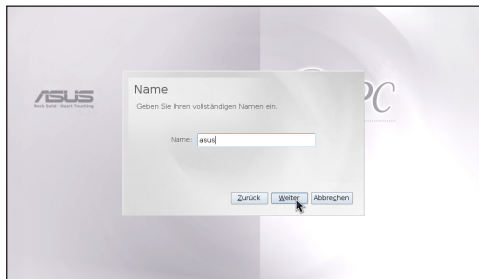 ASUS
Rock Solid · Heart Touching
PC
Name
Geben Sie Ihren vollständigen Namen ein.
Name: asus
Zurück Weiter Abbrechen